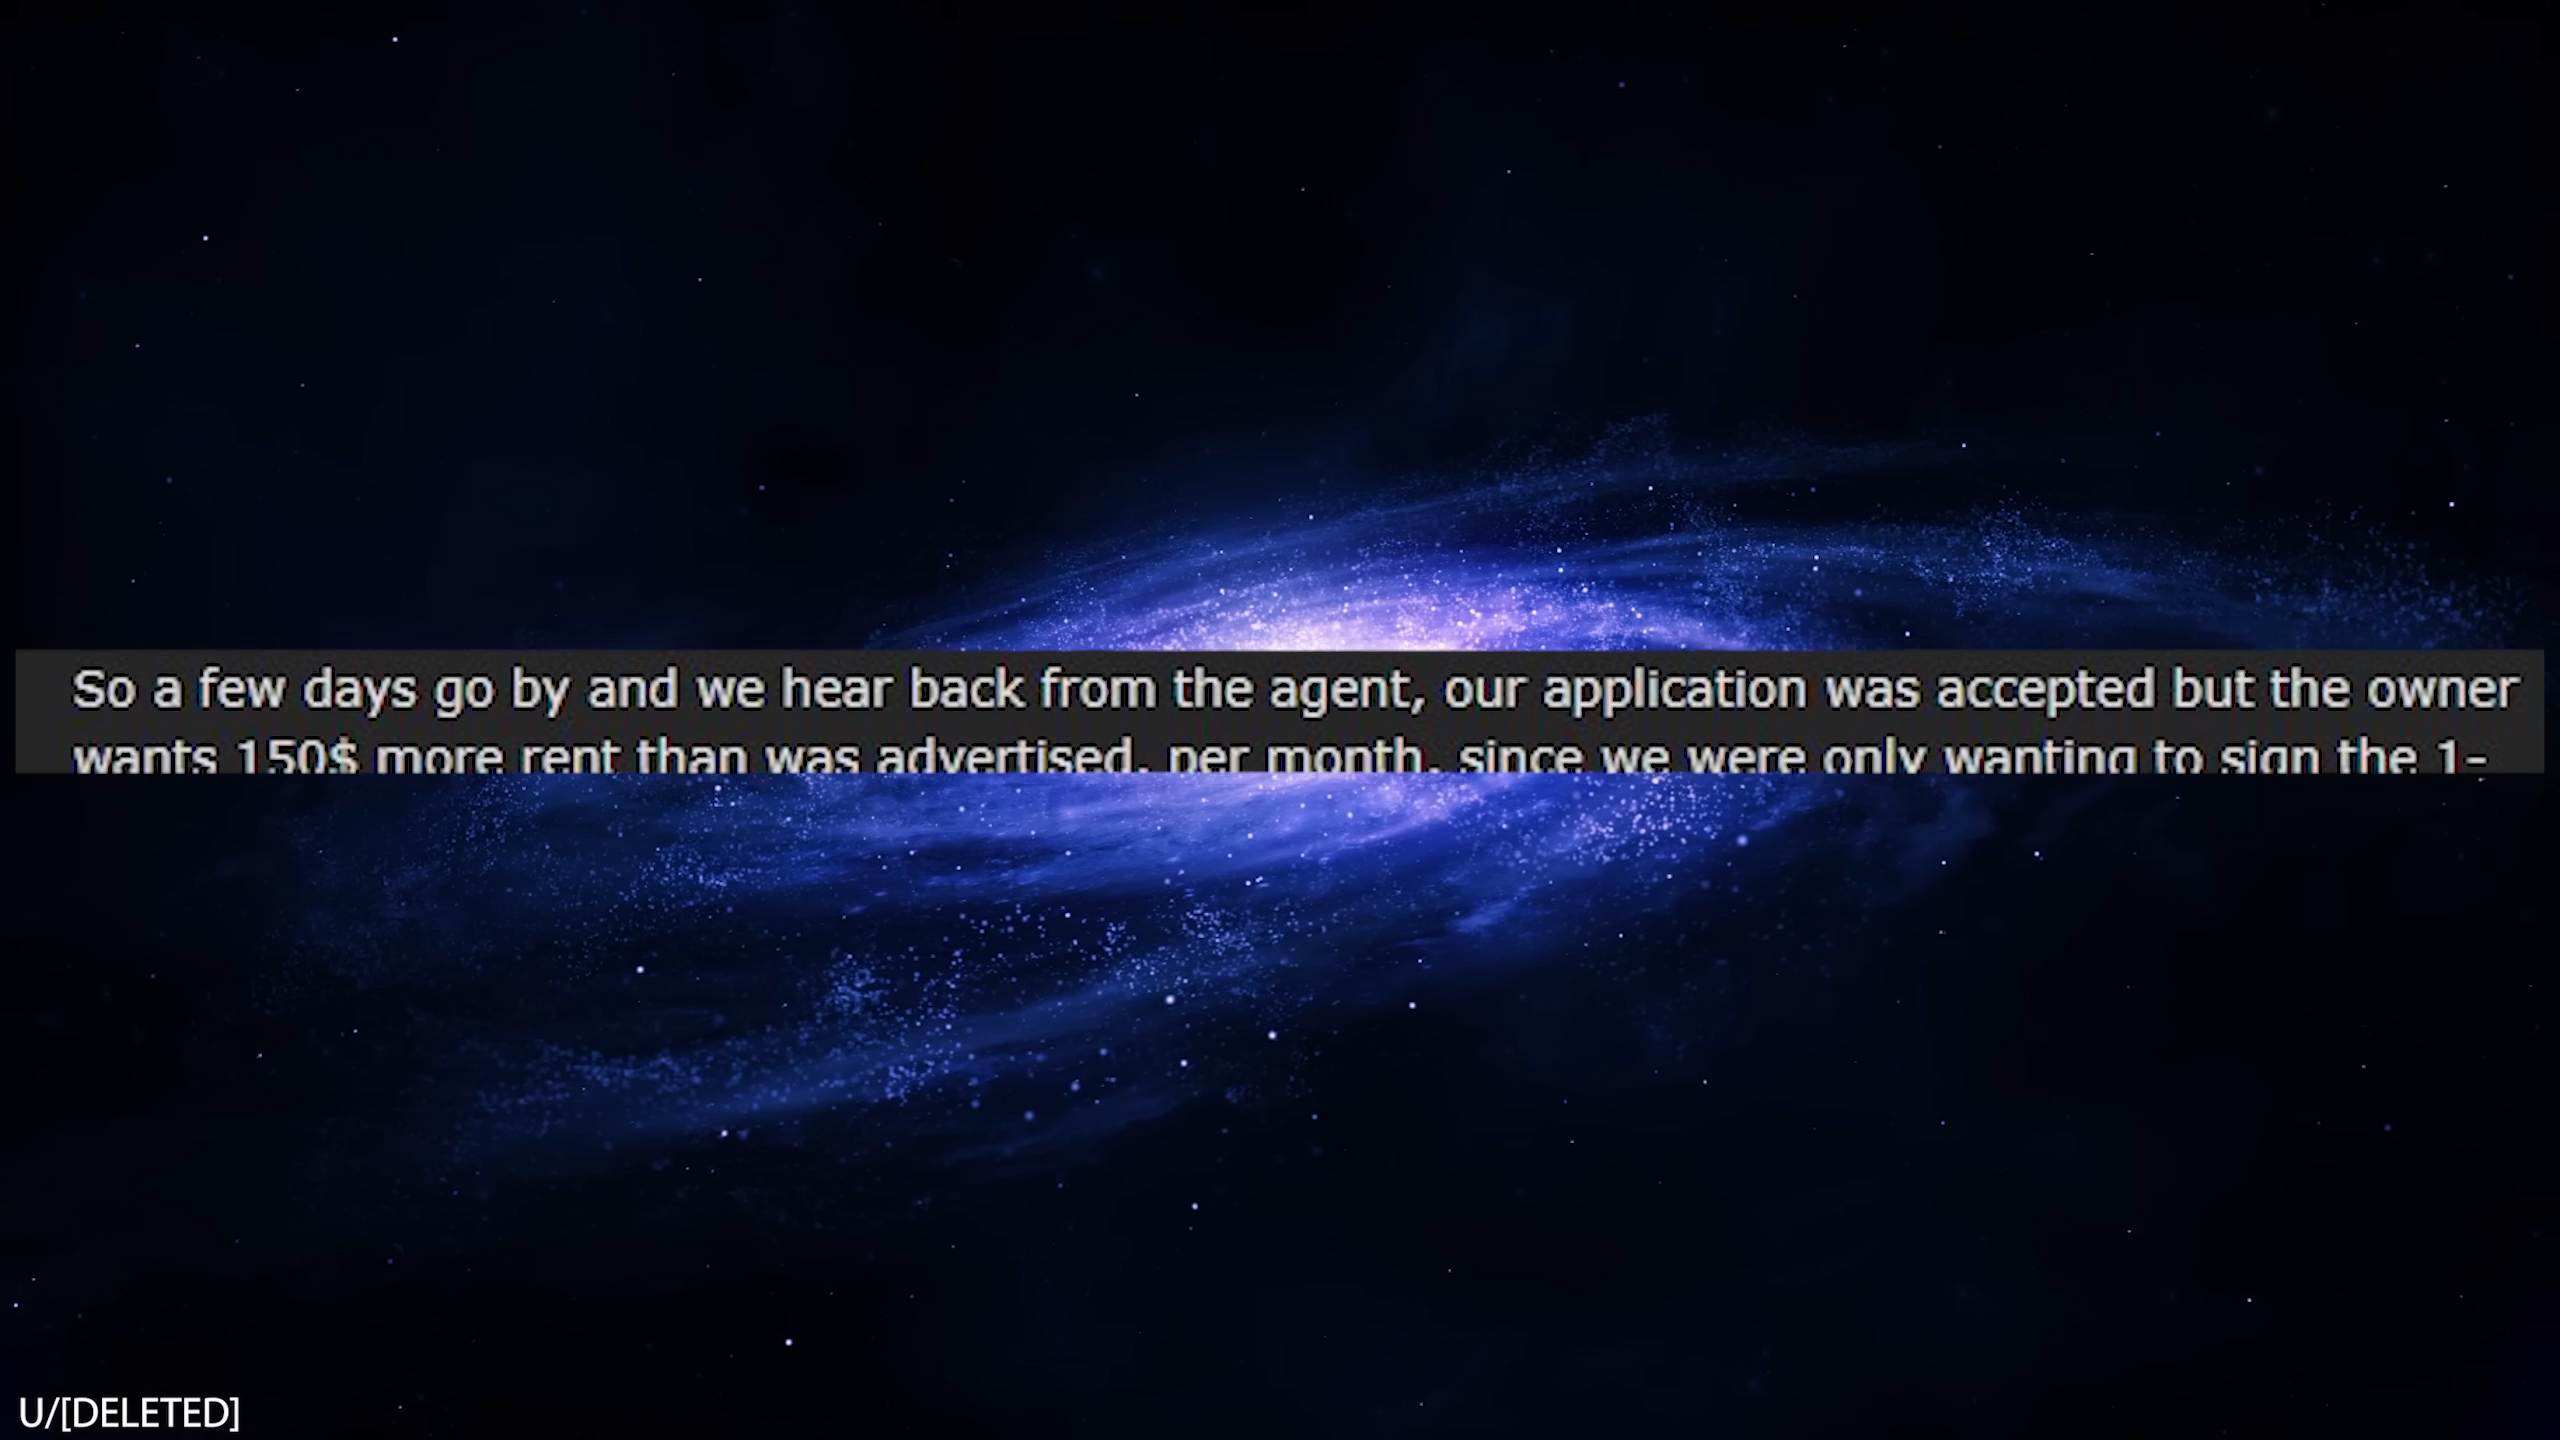 So a few days go by and we hear back from the agent, our application was accepted but the owner
wants 150$ more rent than was advertised, per month, since we were only wanting to sign the 1-
U/[DELETED]